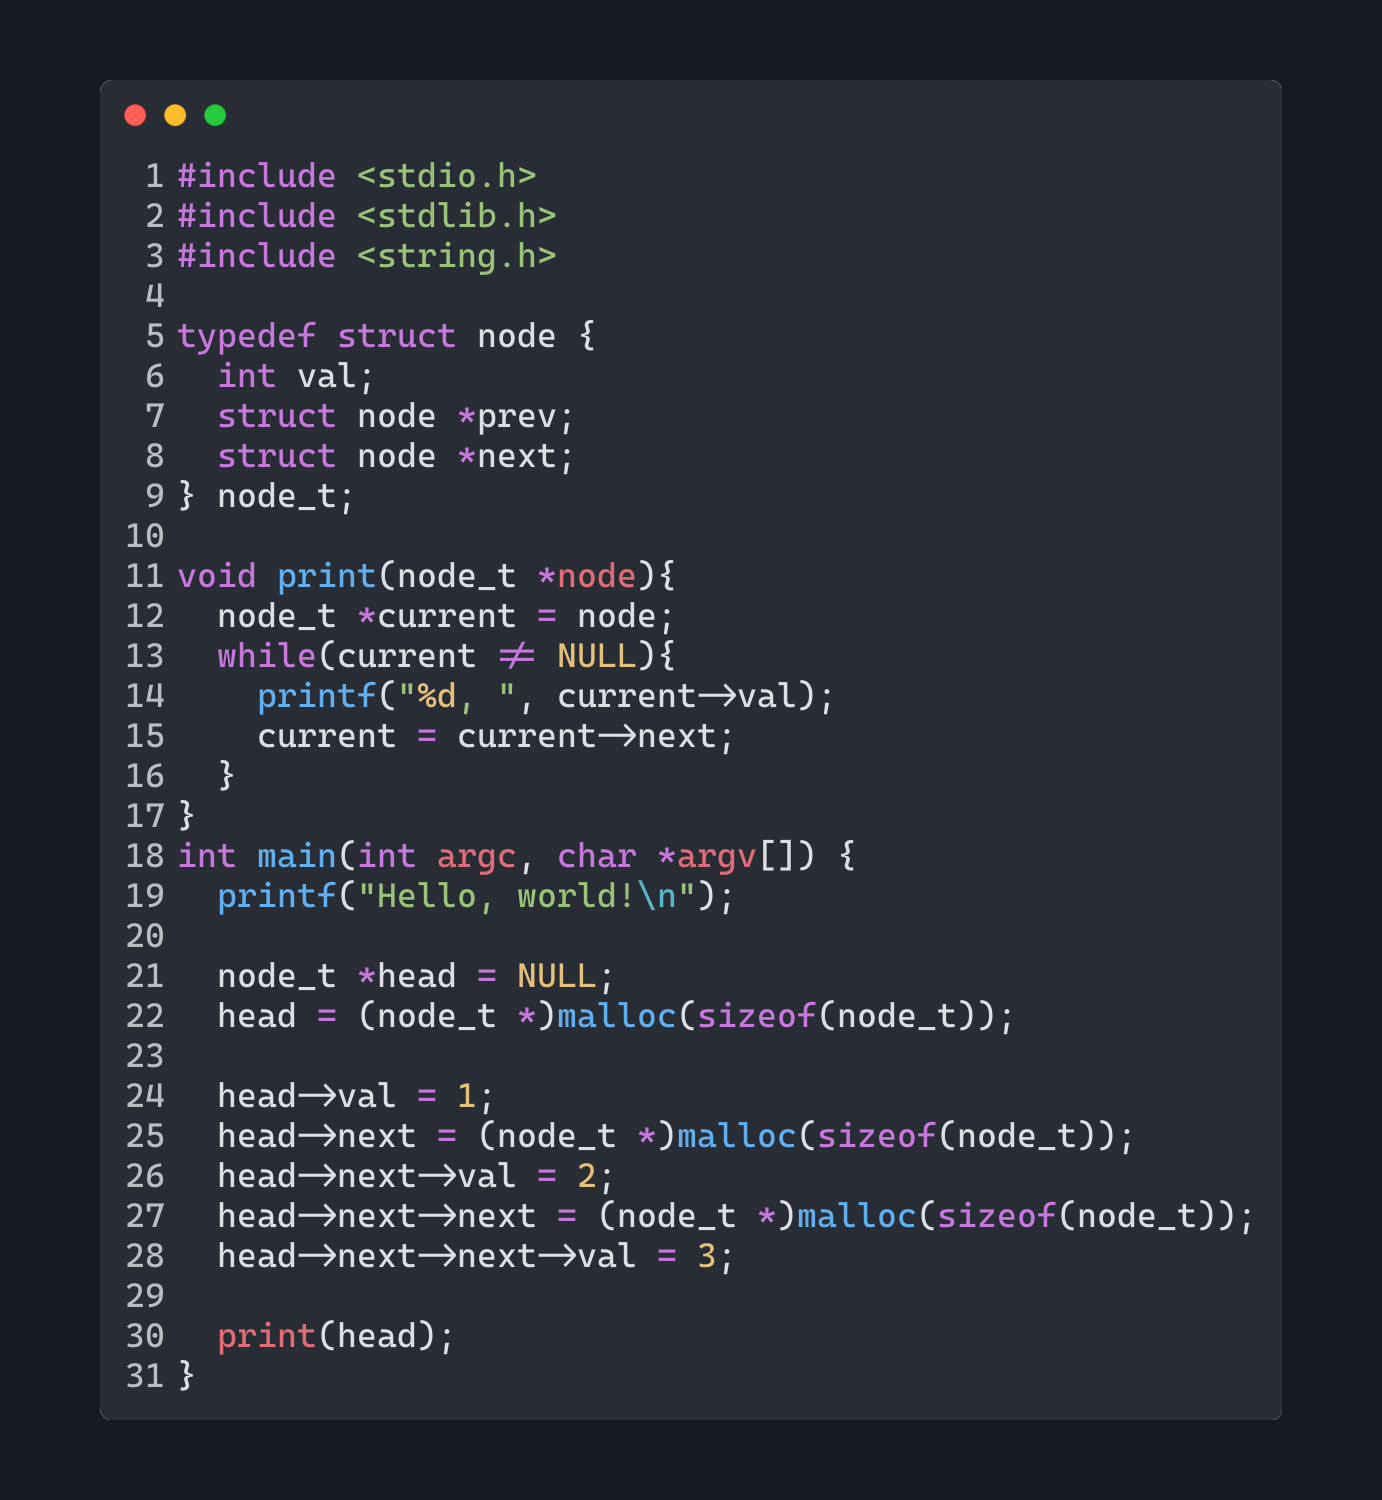 1 #include <stdio.h>
2 #include <stdlib.h>
3 #include <string.h>
4
5 typedef struct node {
6   int val;
7   struct node *prev;
8   struct node *next;
9 } node_t;
10
11 void print(node_t *node){
12   node_t *current = node;
13   while(current != NULL){
14     printf("%d, ", current->val);
15     current = current->next;
16   }
17 }
18 int main(int argc, char *argv[]) {
19   printf("Hello, world!\n");
20
21   node_t *head = NULL;
22   head = (node_t *)malloc(sizeof(node_t));
23
24   head->val = 1;
25   head->next = (node_t *)malloc(sizeof(node_t));
26   head->next->val = 2;
27   head->next->next = (node_t *)malloc(sizeof(node_t));
28   head->next->next->val = 3;
29
30   print(head);
31 }